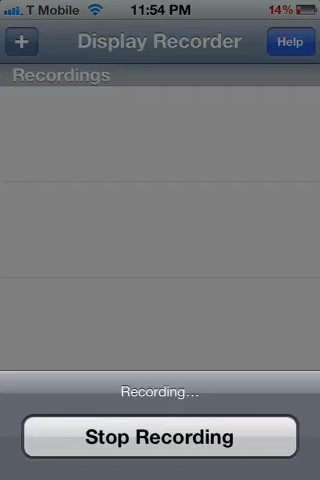 T Mobile 11:54 PM 14%
+ Display Recorder Help
Recordings
Recording...
Stop Recording